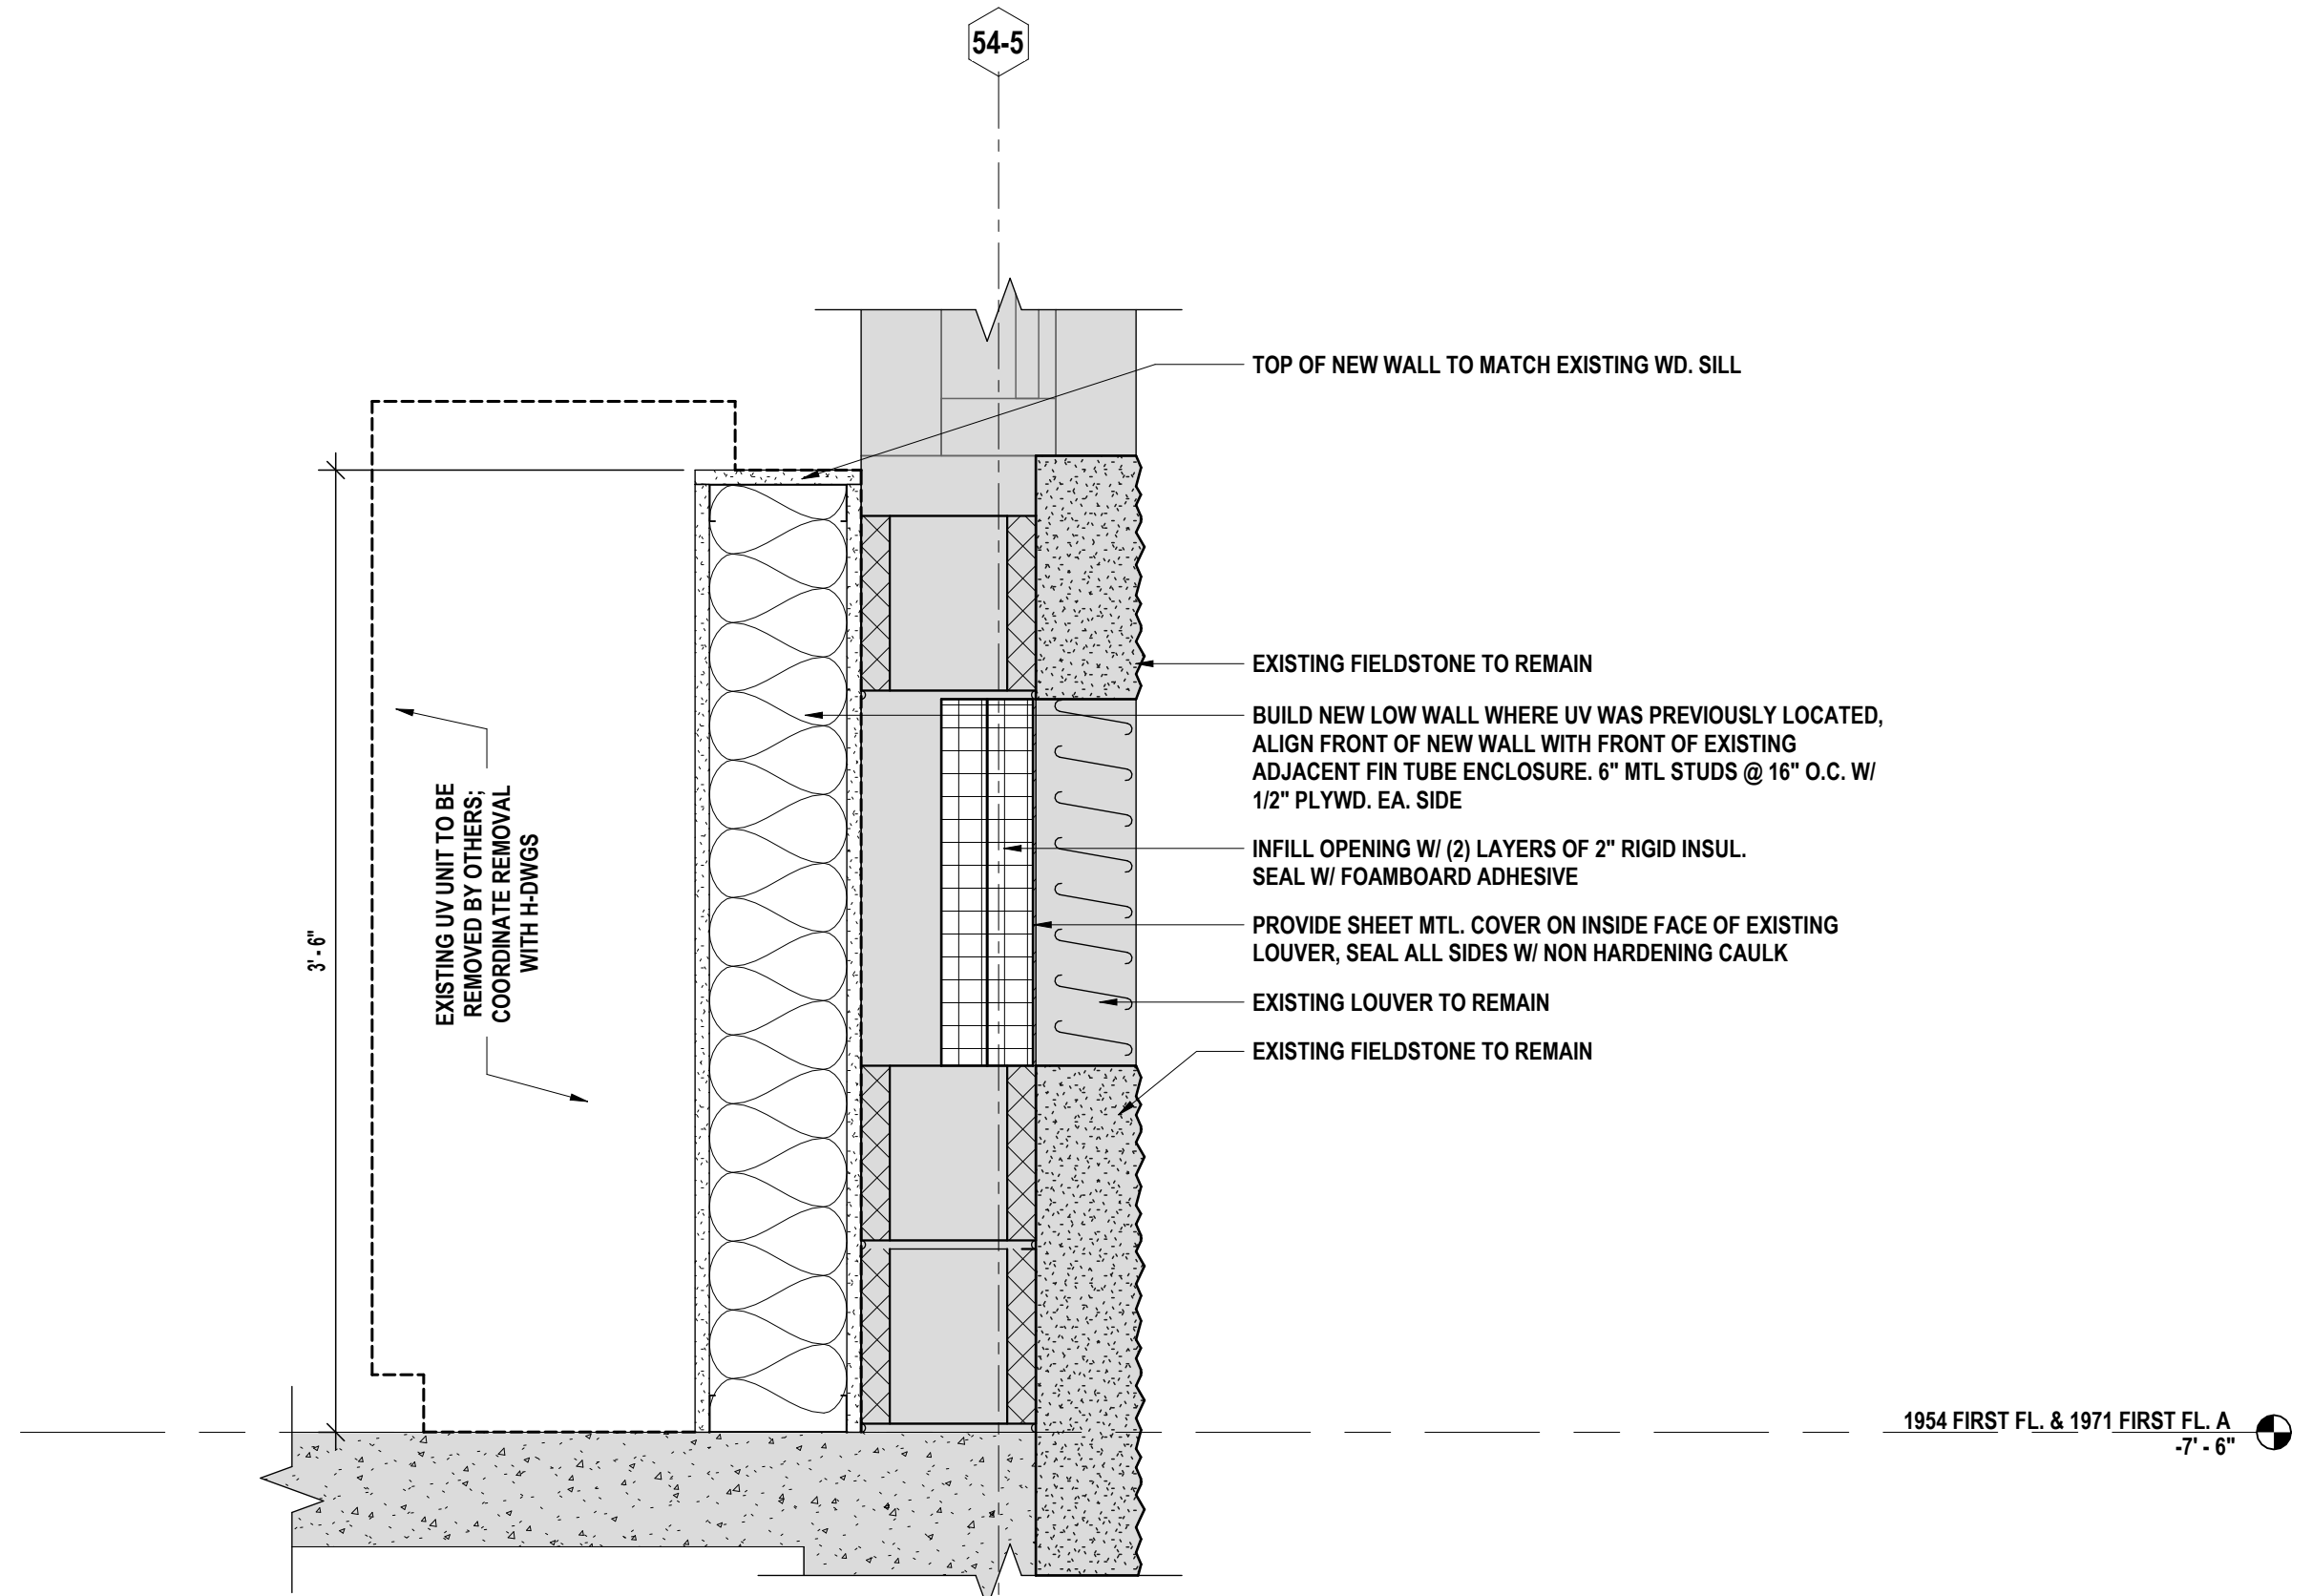 54-5
TOP OF NEW WALL TO MATCH EXISTING WD. SILL
EXISTING FIELDSTONE TO REMAIN
BUILD NEW LOW WALL WHERE UV WAS PREVIOUSLY LOCATED,
ALIGN FRONT OF NEW WALL WITH FRONT OF EXISTING
ADJACENT FIN TUBE ENCLOSURE. 6" MTL STUDS @ 16" O.C. W/
1/2" PLYWD. EA. SIDE
INFILL OPENING W/ (2) LAYERS OF 2" RIGID INSUL.
SEAL W/ FOAMBOARD ADHESIVE
PROVIDE SHEET MTL. COVER ON INSIDE FACE OF EXISTING
LOUVER, SEAL ALL SIDES W/ NON HARDENING CAULK
EXISTING LOUVER TO REMAIN
EXISTING FIELDSTONE TO REMAIN
3' - 6"
EXISTING UV UNIT TO BE
REMOVED BY OTHERS;
COORDINATE REMOVAL
WITH H-DWGS
1954 FIRST FL. & 1971 FIRST FL. A
-7' - 6"